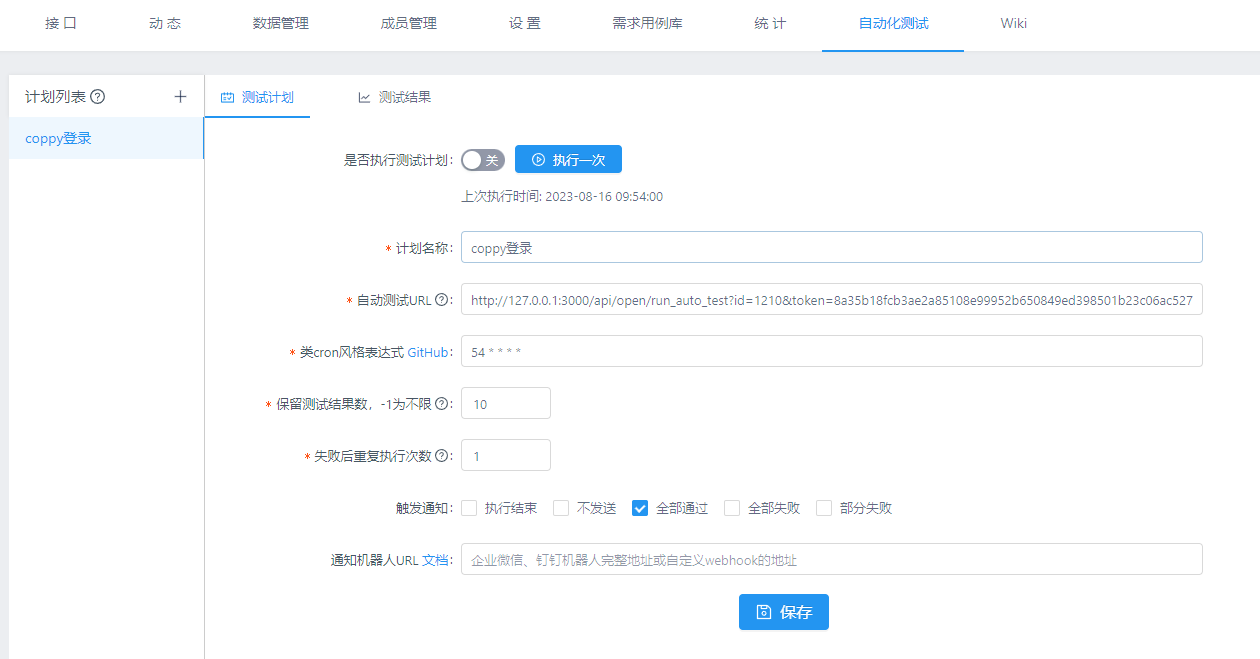 接 口 动 态 数据管理 成员管理 设 置 需求用例库 统 计 自动化测试 Wiki
计划列表 测试计划 测试结果
coppy登录
是否执行测试计划: 关 执行一次
上次执行时间: 2023-08-16 09:54:00
* 计划名称: coppy登录
* 自动测试URL : http://127.0.0.1:3000/api/open/run_auto_test?id=1210&token=8a35b18fcb3ae2a85108e99952b650849ed398501b23c06ac527
* 类cron风格表达式 GitHub: 54 * * * *
* 保留测试结果数，-1为不限 : 10
* 失败后重复执行次数 : 1
触发通知: 执行结束 不发送 全部通过 全部失败 部分失败
通知机器人URL 文档: 企业微信、钉钉机器人完整地址或自定义webhook的地址
保存